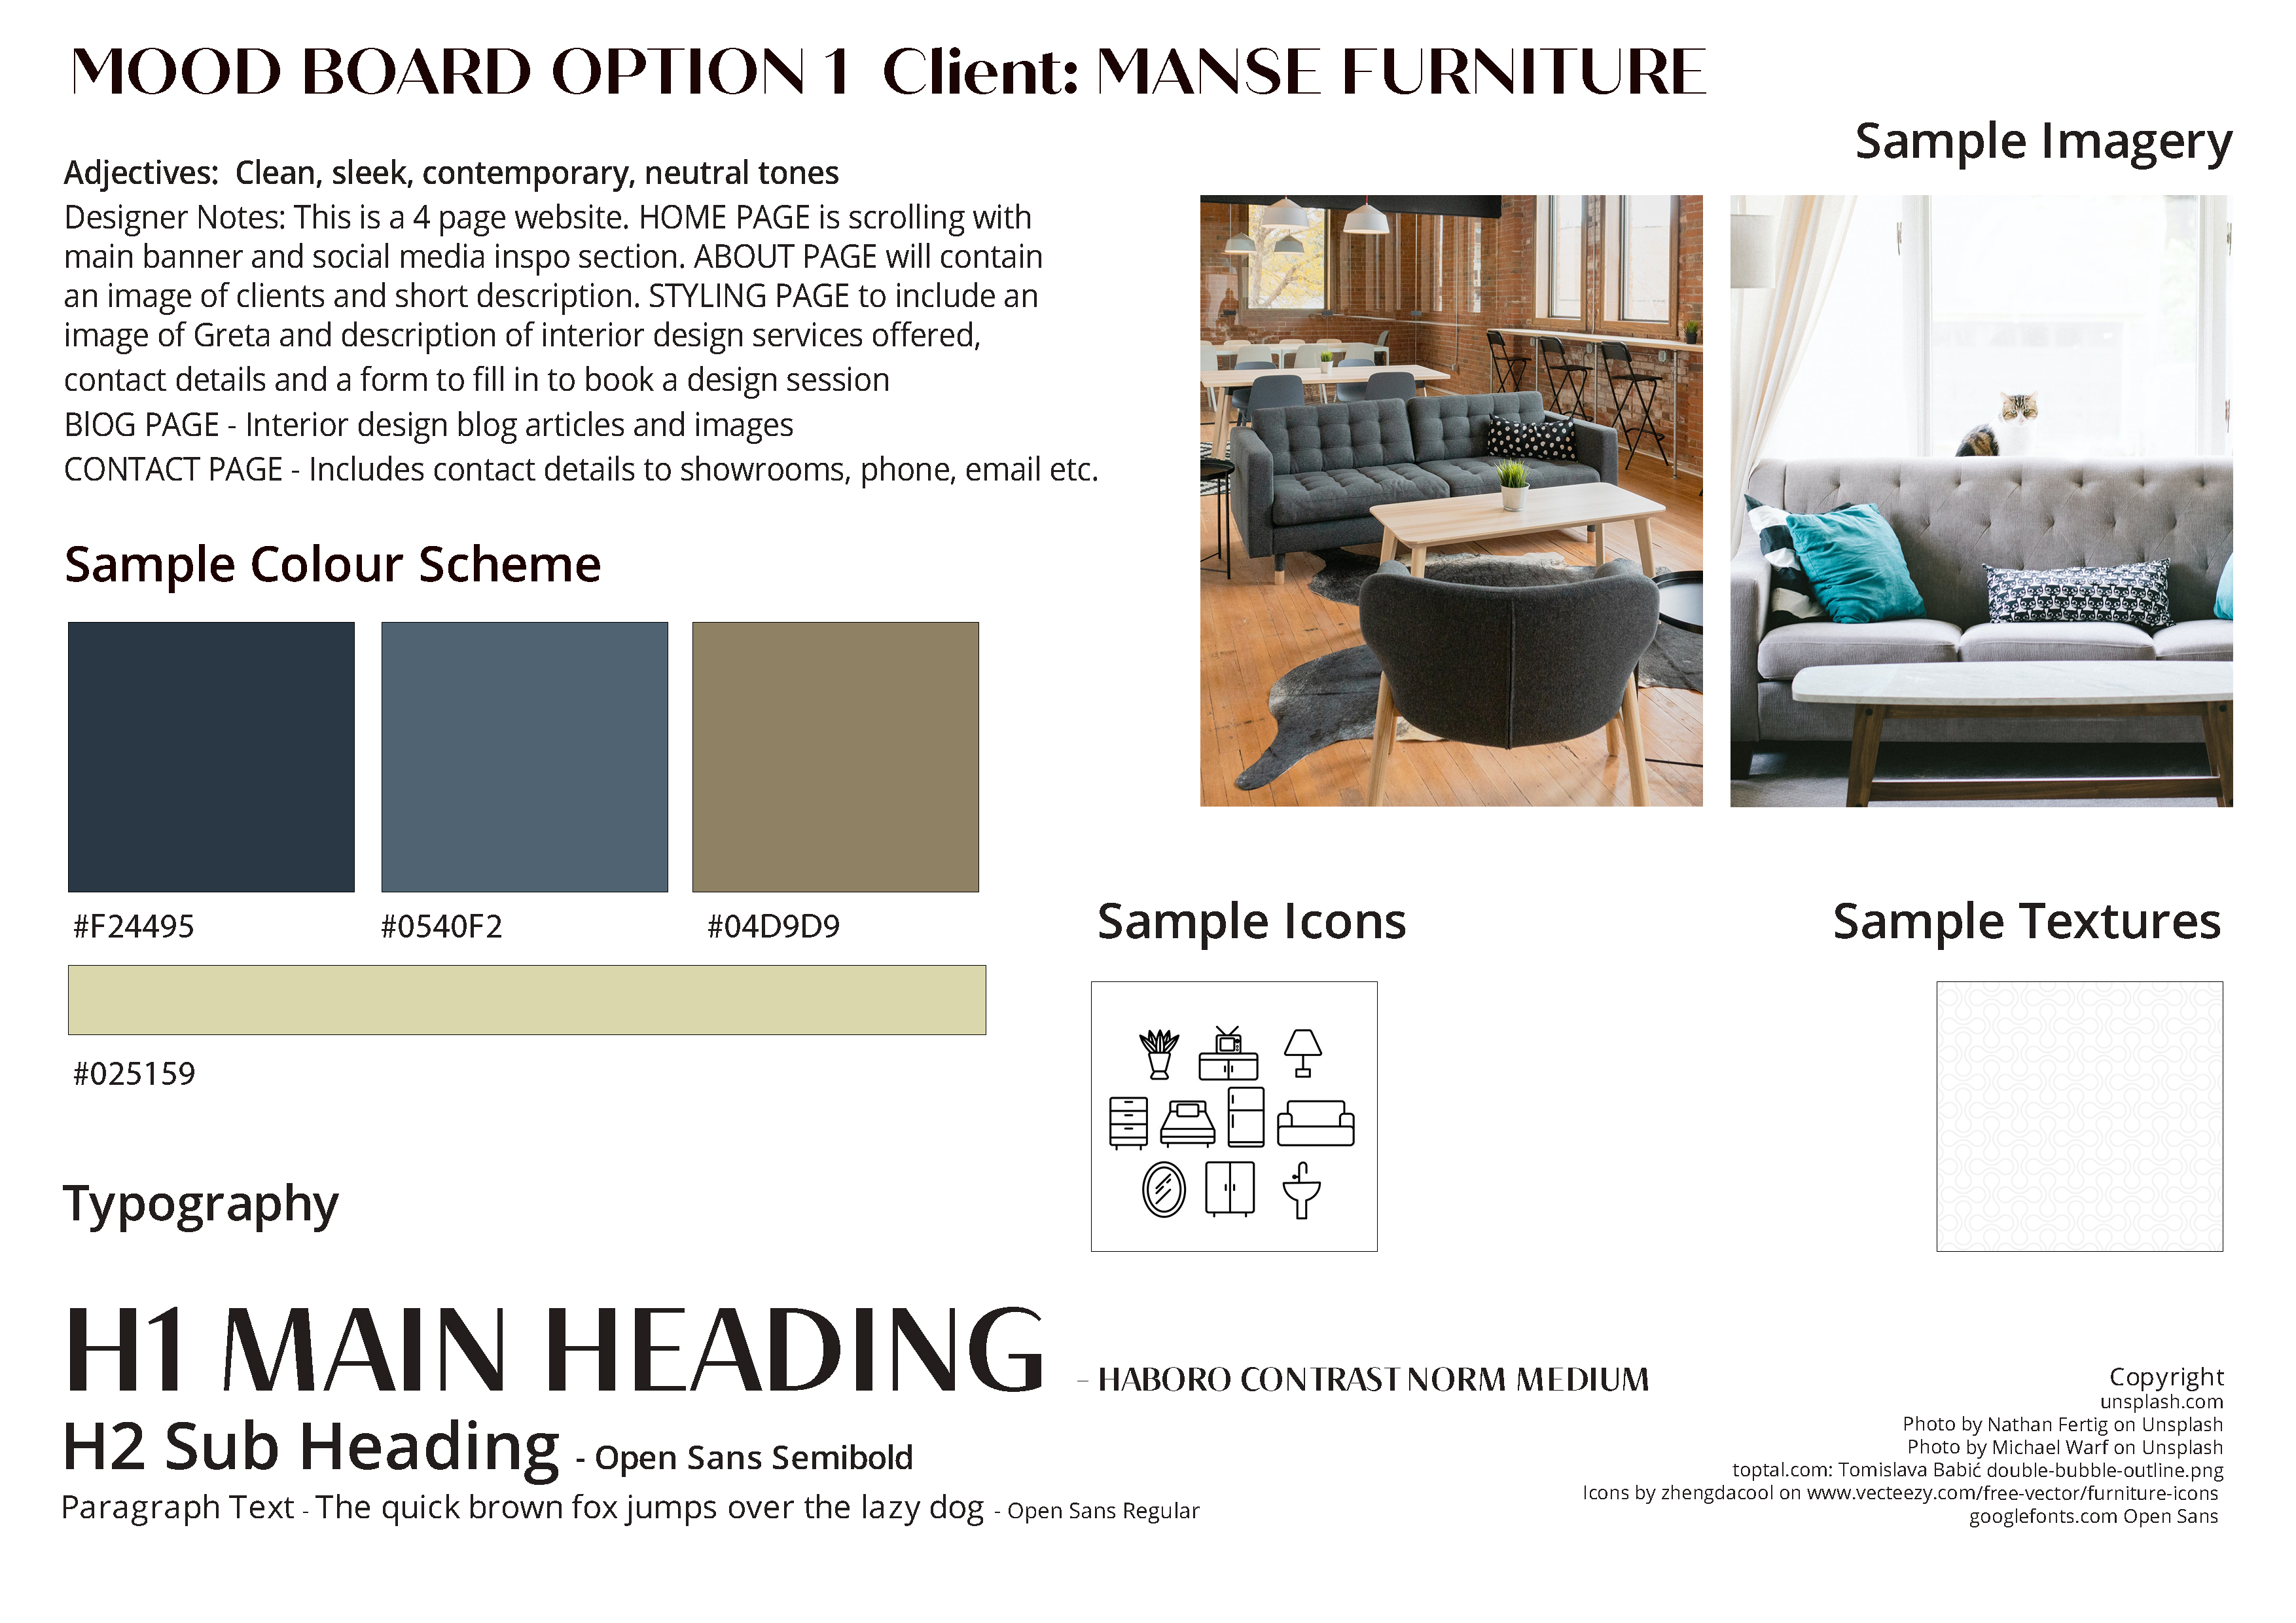 MOOD BOARD OPTION 1 Client: MANSE FURNITURE
Adjectives: Clean, sleek, contemporary, neutral tones
Designer Notes: This is a 4 page website. HOME PAGE is scrolling with
main banner and social media inspo section. ABOUT PAGE will contain
an image of clients and short description. STYLING PAGE to include an
image of Greta and description of interior design services offered,
contact details and a form to fill in to book a design session
BlOG PAGE - Interior design blog articles and images
CONTACT PAGE - Includes contact details to showrooms, phone, email etc.
Sample Imagery
Sample Colour Scheme
#F24495 #0540F2 #04D9D9
#025159
Sample Icons
Sample Textures
Typography
H1 MAIN HEADING - HABORO CONTRAST NORM MEDIUM
H2 Sub Heading - Open Sans Semibold
Paragraph Text - The quick brown fox jumps over the lazy dog - Open Sans Regular
Copyright
unsplash.com
Photo by Nathan Fertig on Unsplash
Photo by Michael Warf on Unsplash
toptal.com: Tomislava Babić double-bubble-outline.png
Icons by zhengdacool on www.vecteezy.com/free-vector/furniture-icons
googlefonts.com Open Sans